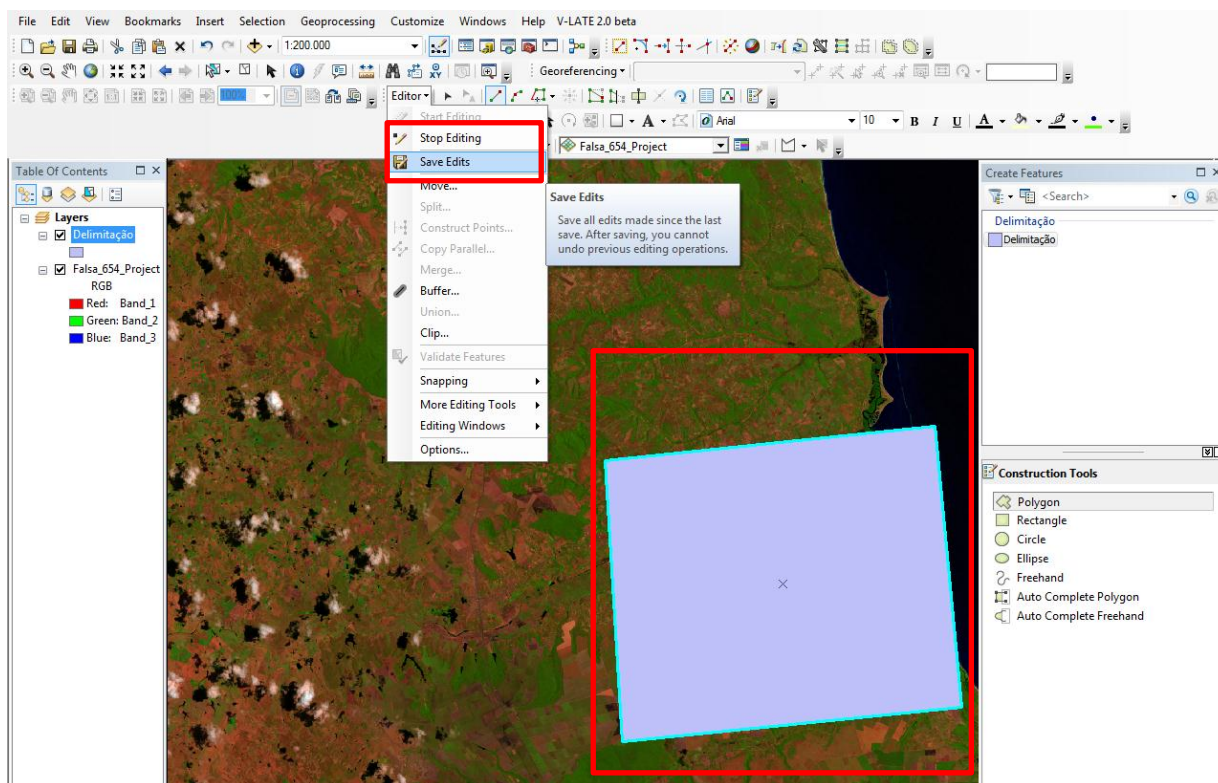 File Edit View Bookmarks Insert Selection Geoprocessing Customize Windows Help V-LATE 2.0 beta
1:200.000
Georeferencing
100% Editor
Start Editing
Arial 10 B I U A
Stop Editing
Falsa_654_Project
Save Edits
Table Of Contents
Create Features
Move...
Save Edits
<Search>
Split...
Save all edits made since the last
save. After saving, you cannot
undo previous editing operations.
Layers
Delimitação
Falsa_654_Project
RGB
Red: Band_1
Green: Band_2
Blue: Band_3
Construct Points...
Copy Parallel...
Merge...
Buffer...
Union...
Clip...
Validate Features
Snapping
More Editing Tools
Editing Windows
Options...
Delimitação
Delimitação
Construction Tools
Polygon
Rectangle
Circle
Ellipse
Freehand
Auto Complete Polygon
Auto Complete Freehand